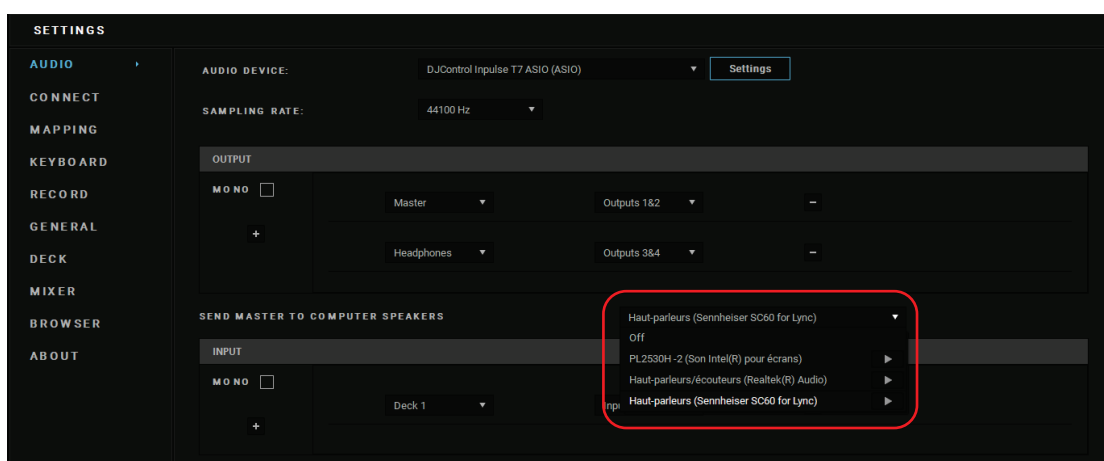 SETTINGS
AUDIO
CONNECT
MAPPING
KEYBOARD
RECORD
GENERAL
DECK
MIXER
BROWSER
ABOUT
AUDIO DEVICE: DJControl Inpulse T7 ASIO (ASIO) Settings
SAMPLING RATE: 44100 Hz
OUTPUT
MONO
Master Outputs 1&2 –
+
Headphones Outputs 3&4 –
SEND MASTER TO COMPUTER SPEAKERS Haut-parleurs (Sennheiser SC60 for Lync)
Off
PL2530H -2 (Son Intel(R) pour écrans)
Haut-parleurs/écouteurs (Realtek(R) Audio)
Haut-parleurs (Sennheiser SC60 for Lync)
INPUT
MONO
Deck 1
+